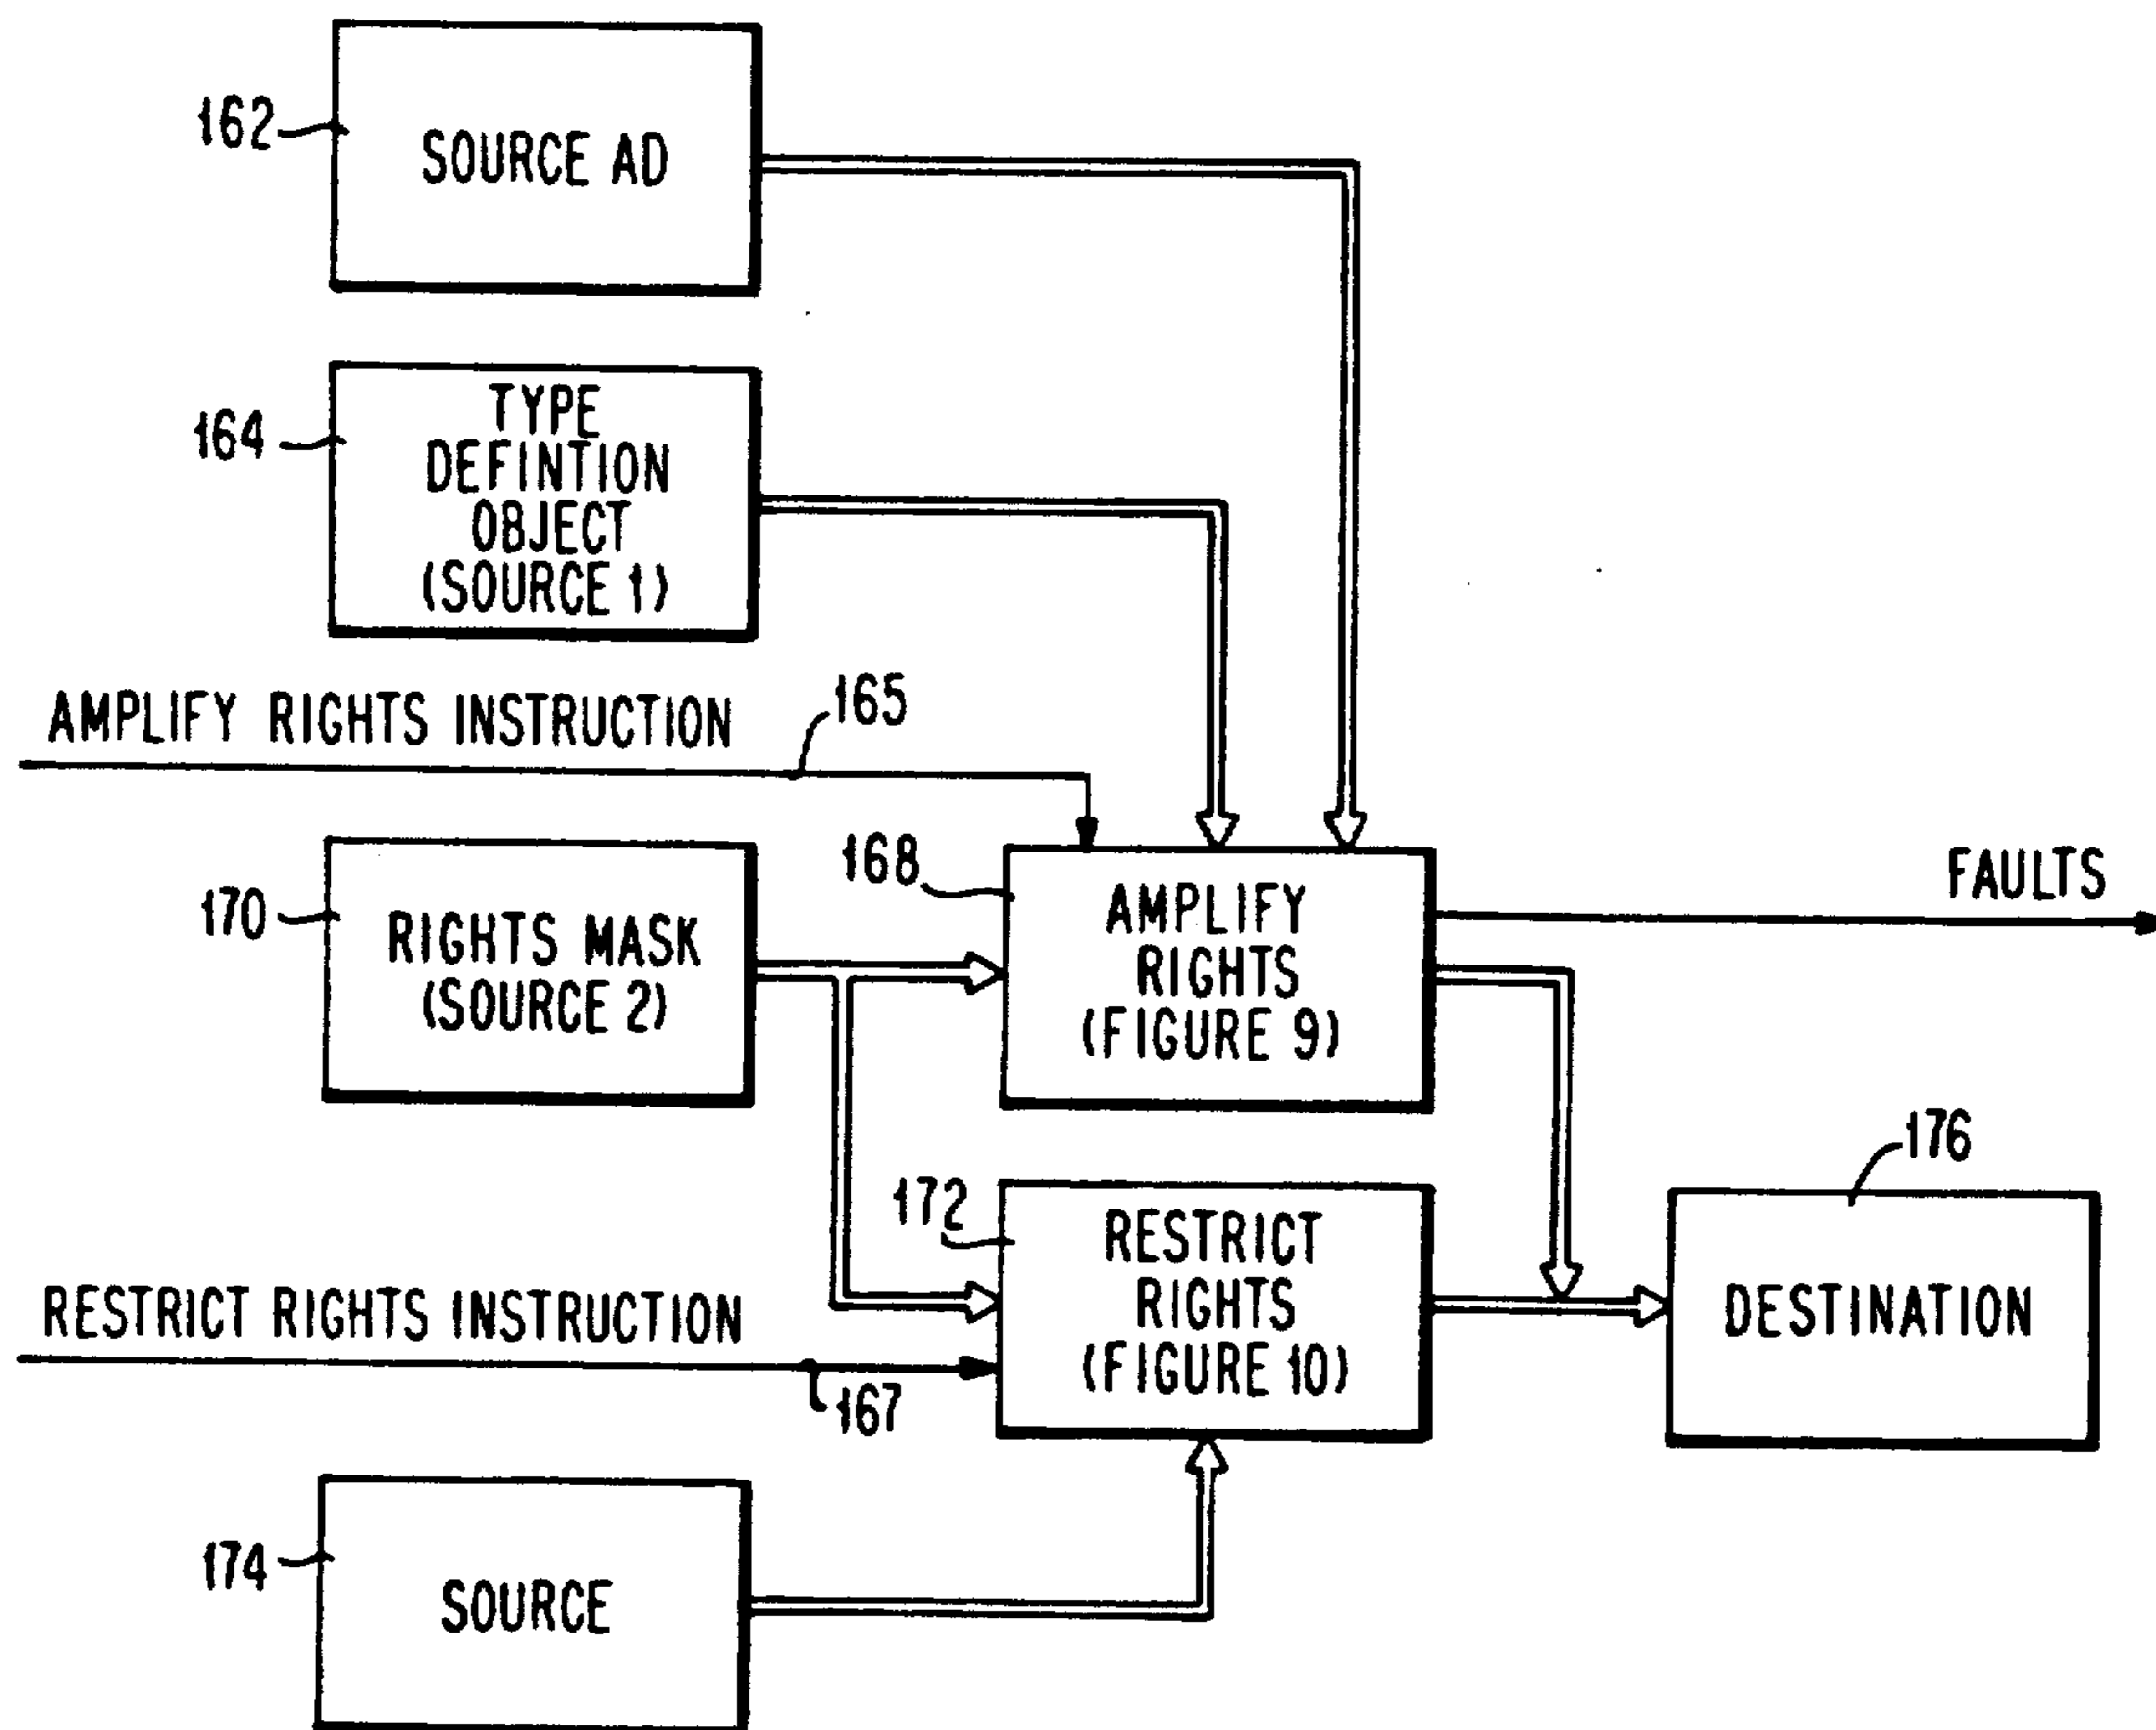 162
SOURCE AD
164
TYPE
DEFINTION
OBJECT
(SOURCE 1)
AMPLIFY RIGHTS INSTRUCTION
165
170
RIGHTS MASK
(SOURCE 2)
168
AMPLIFY
RIGHTS
(FIGURE 9)
FAULTS
172
RESTRICT
RIGHTS
(FIGURE 10)
176
DESTINATION
RESTRICT RIGHTS INSTRUCTION
167
174
SOURCE